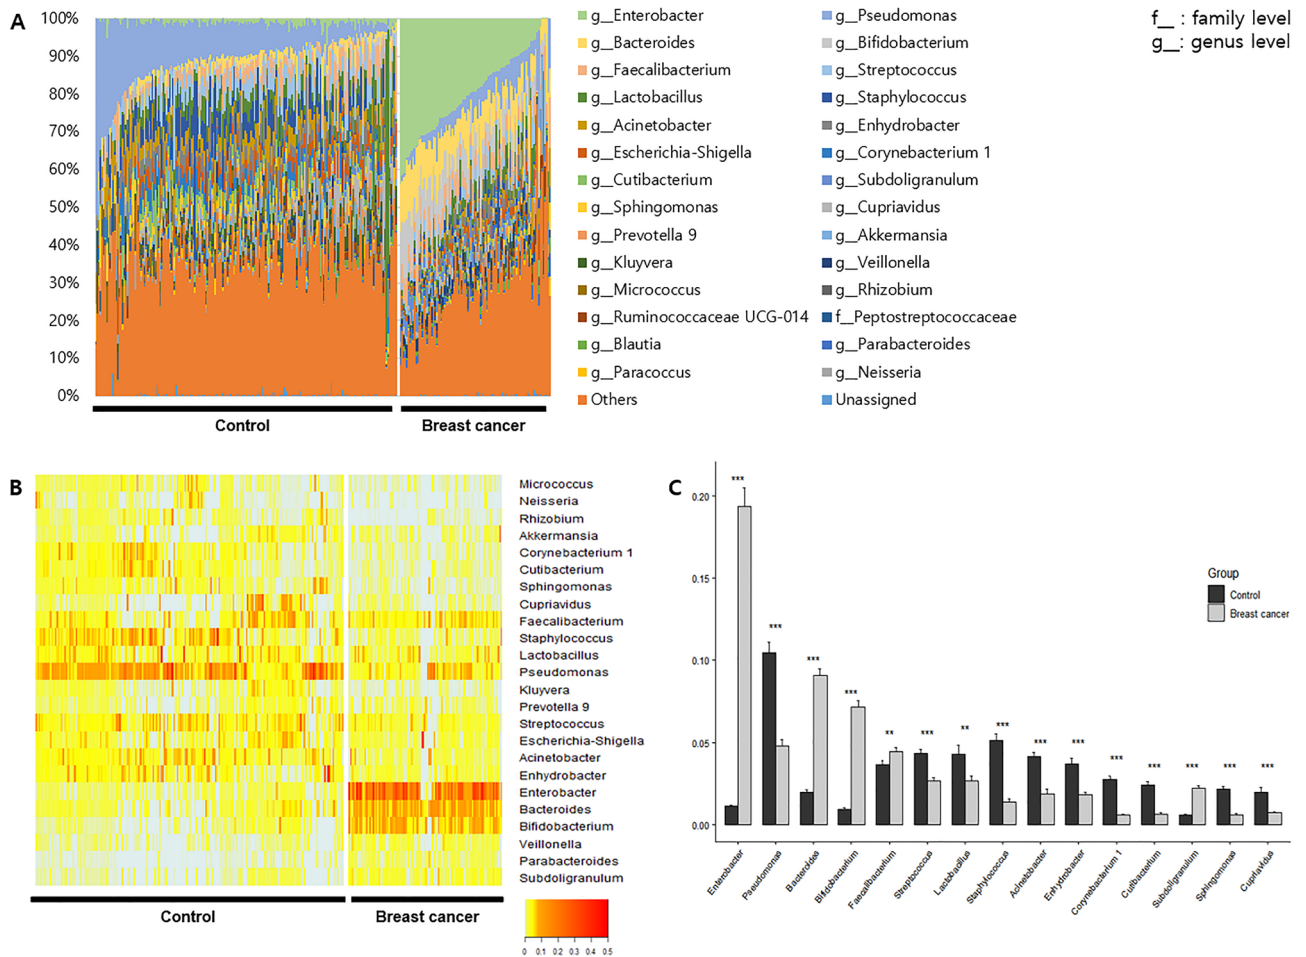 A
100%
90%
80%
70%
60%
50%
40%
30%
20%
10%
0%
Control
Breast cancer
g__Enterobacter
g__Pseudomonas
g__Bacteroides
g__Bifidobacterium
g__Faecalibacterium
g__Streptococcus
g__Lactobacillus
g__Staphylococcus
g__Acinetobacter
g__Enhydrobacter
g__Escherichia-Shigella
g__Corynebacterium 1
g__Cutibacterium
g__Subdoligranulum
g__Sphingomonas
g__Cupriavidus
g__Prevotella 9
g__Akkermansia
g__Kluyvera
g__Veillonella
g__Micrococcus
g__Rhizobium
g__Ruminococcaceae UCG-014
f__Peptostreptococcaceae
g__Blautia
g__Parabacteroides
g__Paracoccus
g__Neisseria
Others
Unassigned
f__ : family level
g__: genus level
B
Micrococcus
Neisseria
Rhizobium
Akkermansia
Corynebacterium 1
Cutibacterium
Sphingomonas
Cupriavidus
Faecalibacterium
Staphylococcus
Lactobacillus
Pseudomonas
Kluyvera
Prevotella 9
Streptococcus
Escherichia-Shigella
Acinetobacter
Enhydrobacter
Enterobacter
Bacteroides
Bifidobacterium
Veillonella
Parabacteroides
Subdoligranulum
Control
Breast cancer
0 0.1 0.2 0.3 0.4 0.5
C
0.20
0.15
0.10
0.05
0.00
***
***
***
***
**
***
**
***
***
***
***
***
***
***
***
Enterobacter
Pseudomonas
Bacteroides
Bifidobacterium
Faecalibacterium
Streptococcus
Lactobacillus
Staphylococcus
Acinetobacter
Enhydrobacter
Corynebacterium 1
Cutibacterium
Subdoligranulum
Sphingomonas
Cupriavidus
Group
Control
Breast cancer